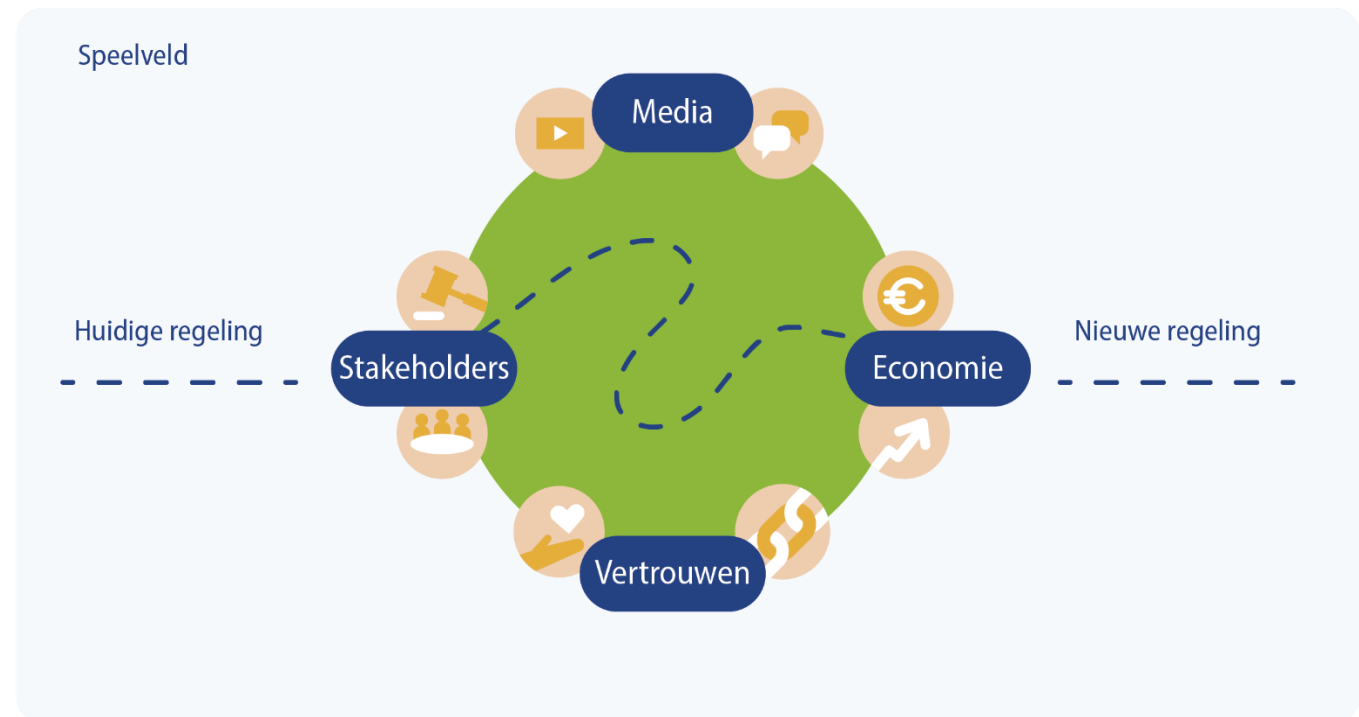 Speelveld
Media
Huidige regeling
Stakeholders
Economie
Nieuwe regeling
Vertrouwen